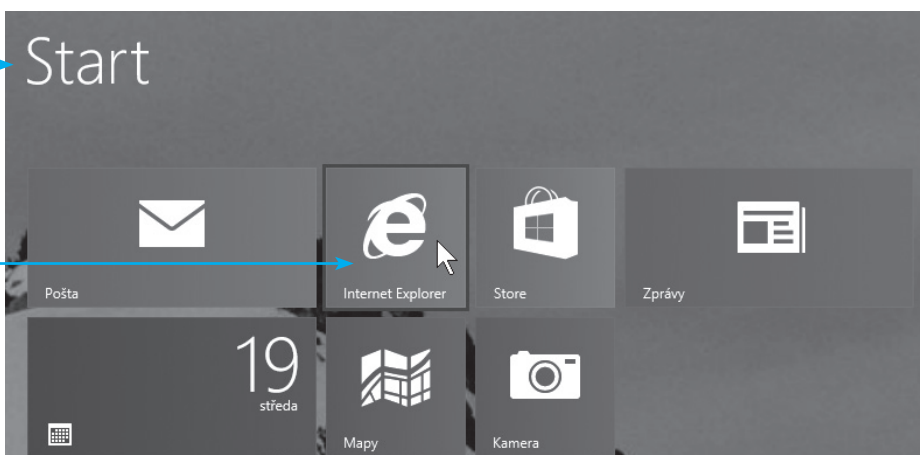 Start
Pošta
Internet Explorer
Store
Zprávy
19
středa
Mapy
Kamera